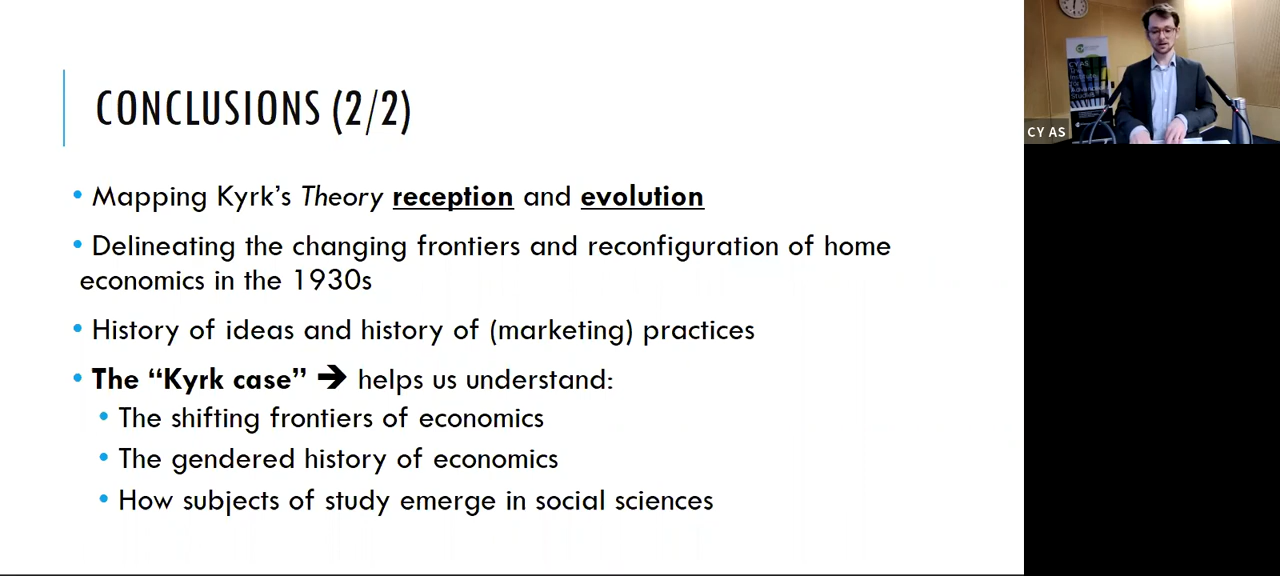 CONCLUSIONS (2/2)
• Mapping Kyrk’s Theory reception and evolution
• Delineating the changing frontiers and reconfiguration of home
economics in the 1930s
• History of ideas and history of (marketing) practices
• The “Kyrk case” ➔ helps us understand:
• The shifting frontiers of economics
• The gendered history of economics
• How subjects of study emerge in social sciences
CY AS